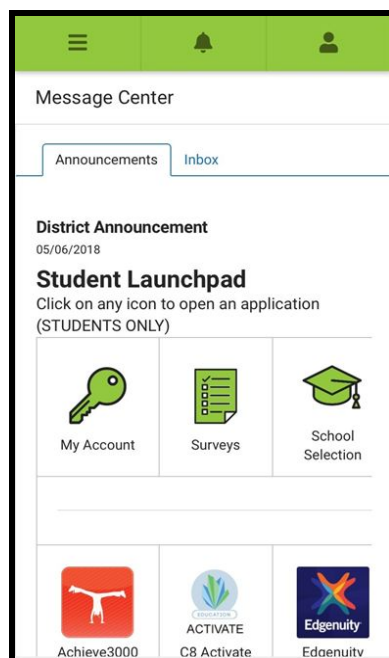 Message Center
Announcements Inbox
District Announcement
05/06/2018
Student Launchpad
Click on any icon to open an application
(STUDENTS ONLY)
My Account
Surveys
School
Selection
EDUCATION
ACTIVATE
Edgenuity
Achieve3000
C8 Activate
Edgenuity